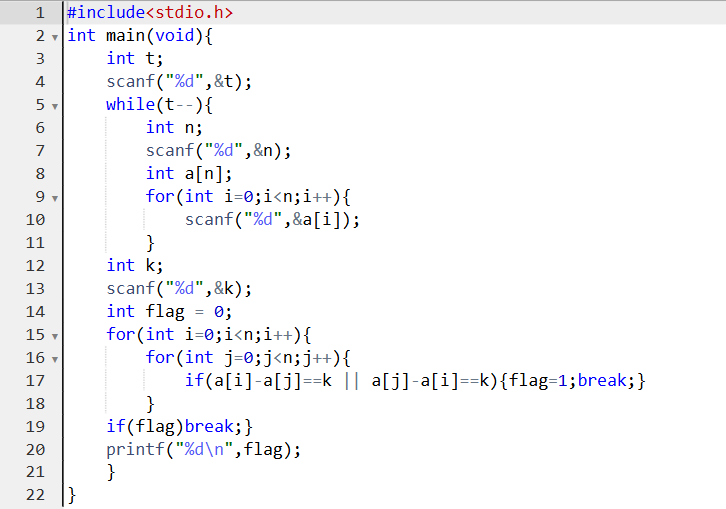 1 #include<stdio.h>
2 int main(void){
3     int t;
4     scanf("%d",&t);
5     while(t--){
6         int n;
7         scanf("%d",&n);
8         int a[n];
9         for(int i=0;i<n;i++){
10             scanf("%d",&a[i]);
11         }
12     int k;
13     scanf("%d",&k);
14     int flag = 0;
15     for(int i=0;i<n;i++){
16         for(int j=0;j<n;j++){
17             if(a[i]-a[j]==k || a[j]-a[i]==k){flag=1;break;}
18         }
19     if(flag)break;}
20     printf("%d\n",flag);
21     }
22 }